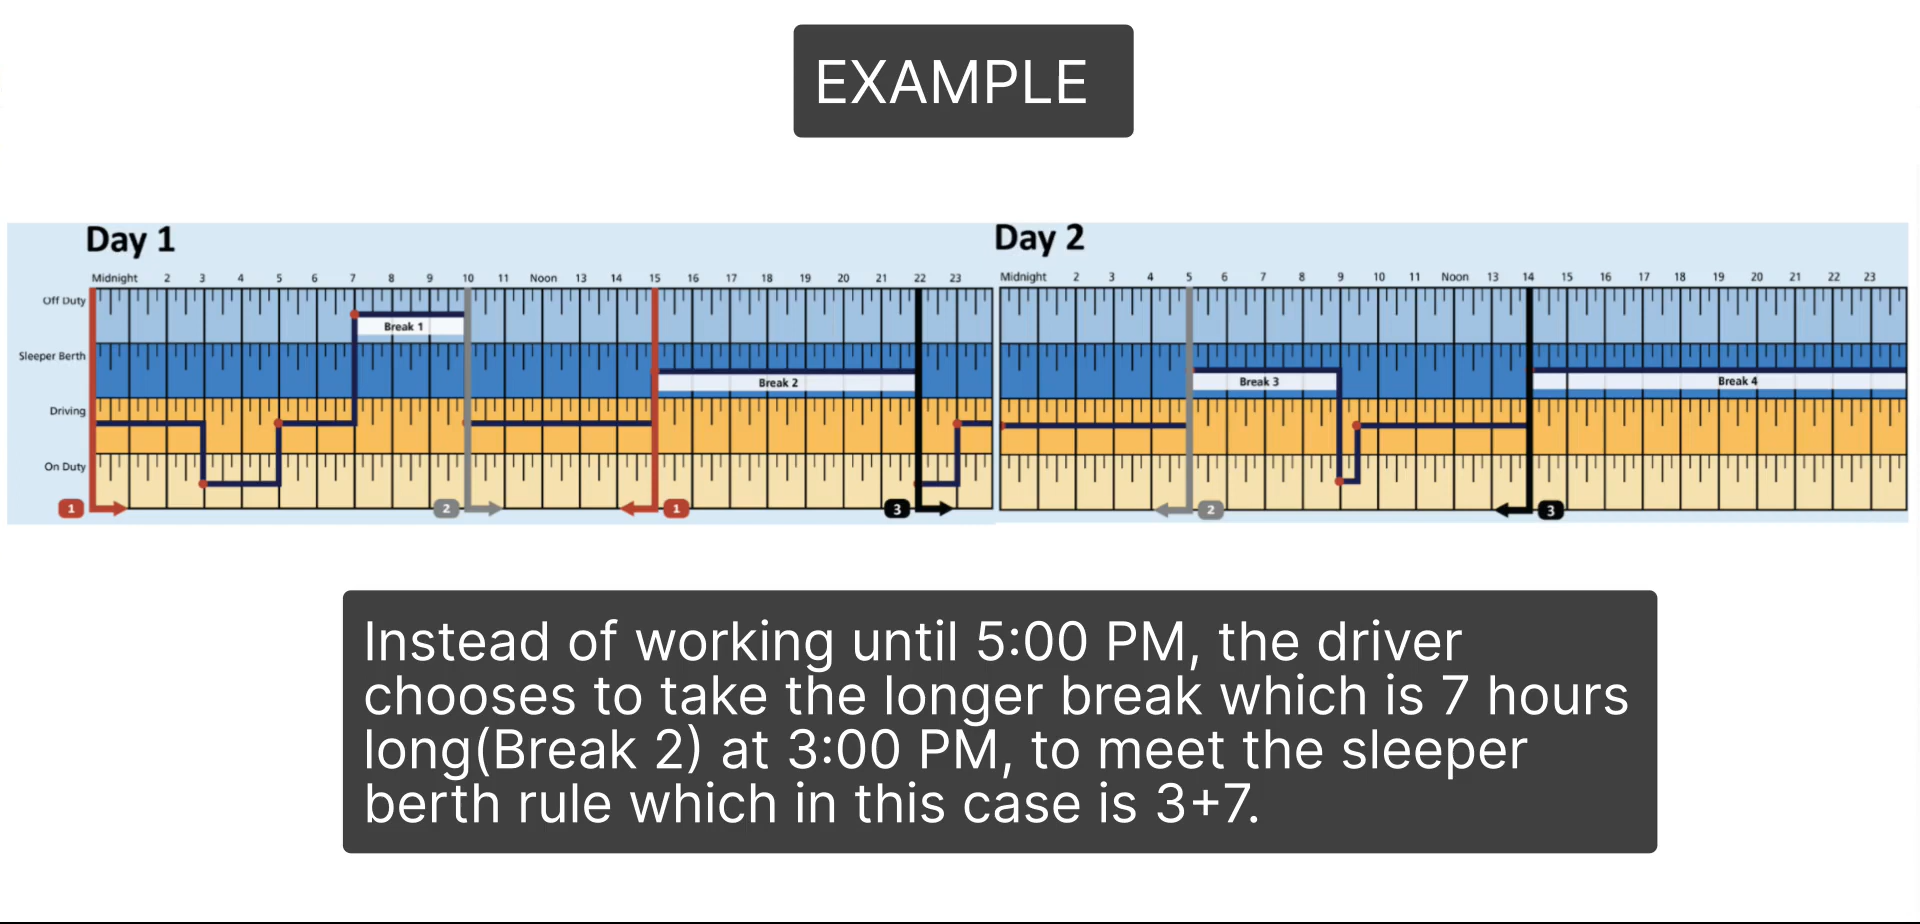 EXAMPLE
Day 1
Day 2
Midnight 2 3 4 5 6 7 8 9 10 11 Noon 13 14 15 16 17 18 19 20 21 22 23
Midnight 2 3 4 5 6 7 8 9 10 11 Noon 13 14 15 16 17 18 19 20 21 22 23
Off Duty
Break 1
Sleeper Berth
Break 2
Break 3
Break 4
Driving
On Duty
1 2 1 3 2 3
Instead of working until 5:00 PM, the driver
chooses to take the longer break which is 7 hours
long(Break 2) at 3:00 PM, to meet the sleeper
berth rule which in this case is 3+7.